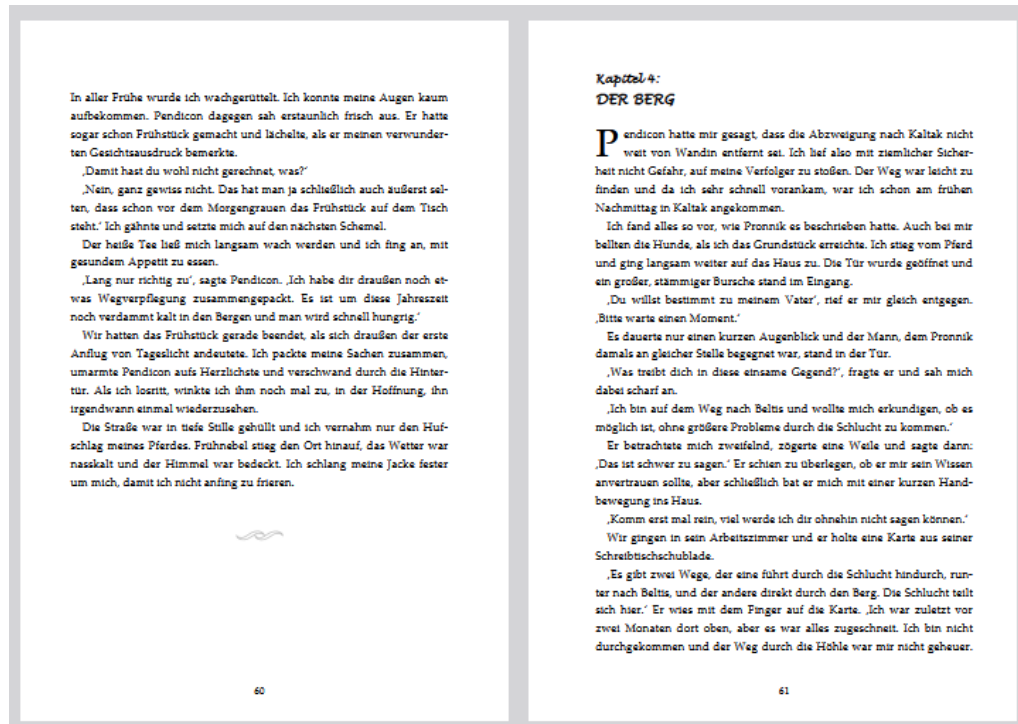 In aller Frühe wurde ich wachgerüttelt. Ich konnte meine Augen kaum
aufbekommen. Pendicon dagegen sah erstaunlich frisch aus. Er hatte
sogar schon Frühstück gemacht und lächelte, als er meinen verwunder-
ten Gesichtsausdruck bemerkte.
‚Damit hast du wohl nicht gerechnet, was?‘
‚Nein, ganz gewiss nicht. Das hat man ja schließlich auch äußerst sel-
ten, dass schon vor dem Morgengrauen das Frühstück auf dem Tisch
steht.‘ Ich gähnte und setzte mich auf den nächsten Schemel.
Der heiße Tee ließ mich langsam wach werden und ich fing an, mit
gesundem Appetit zu essen.
‚Lang nur richtig zu‘, sagte Pendicon. ‚Ich habe dir draußen noch et-
was Wegverpflegung zusammengepackt. Es ist um diese Jahreszeit
noch verdammt kalt in den Bergen und man wird schnell hungrig.‘
Wir hatten das Frühstück gerade beendet, als sich draußen der erste
Anflug von Tageslicht andeutete. Ich packte meine Sachen zusammen,
umarmte Pendicon aufs Herzlichste und verschwand durch die Hinter-
tür. Als ich losritt, winkte ich ihm noch mal zu, in der Hoffnung, ihn
irgendwann einmal wiederzusehen.
Die Straße war in tiefe Stille gehüllt und ich vernahm nur den Huf-
schlag meines Pferdes. Frühnebel stieg den Ort hinauf, das Wetter war
nasskalt und der Himmel war bedeckt. Ich schlang meine Jacke fester
um mich, damit ich nicht anfing zu frieren.
60
Kapitel 4:
DER BERG
Pendicon hatte mir gesagt, dass die Abzweigung nach Kaltak nicht
weit von Wandin entfernt sei. Ich lief also mit ziemlicher Sicher-
heit nicht Gefahr, auf meine Verfolger zu stoßen. Der Weg war leicht zu
finden und da ich sehr schnell vorankam, war ich schon am frühen
Nachmittag in Kaltak angekommen.
Ich fand alles so vor, wie Pronnik es beschrieben hatte. Auch bei mir
bellten die Hunde, als ich das Grundstück erreichte. Ich stieg vom Pferd
und ging langsam weiter auf das Haus zu. Die Tür wurde geöffnet und
ein großer, stämmiger Bursche stand im Eingang.
‚Du willst bestimmt zu meinem Vater‘, rief er mir gleich entgegen.
‚Bitte warte einen Moment.‘
Es dauerte nur einen kurzen Augenblick und der Mann, dem Pronnik
damals an gleicher Stelle begegnet war, stand in der Tür.
‚Was treibt dich in diese einsame Gegend?‘, fragte er und sah mich
dabei scharf an.
‚Ich bin auf dem Weg nach Beltis und wollte mich erkundigen, ob es
möglich ist, ohne größere Probleme durch die Schlucht zu kommen.‘
Er betrachtete mich zweifelnd, zögerte eine Weile und sagte dann:
‚Das ist schwer zu sagen.‘ Er schien zu überlegen, ob er mir sein Wissen
anvertrauen sollte, aber schließlich bat er mich mit einer kurzen Hand-
bewegung ins Haus.
‚Komm erst mal rein, viel werde ich dir ohnehin nicht sagen können.‘
Wir gingen in sein Arbeitszimmer und er holte eine Karte aus seiner
Schreibtischschublade.
‚Es gibt zwei Wege, der eine führt durch die Schlucht hindurch, run-
ter nach Beltis, und der andere direkt durch den Berg. Die Schlucht teilt
sich hier.‘ Er wies mit dem Finger auf die Karte. ‚Ich war zuletzt vor
zwei Monaten dort oben, aber es war alles zugeschneit. Ich bin nicht
durchgekommen und der Weg durch die Höhle war mir nicht geheuer.
61